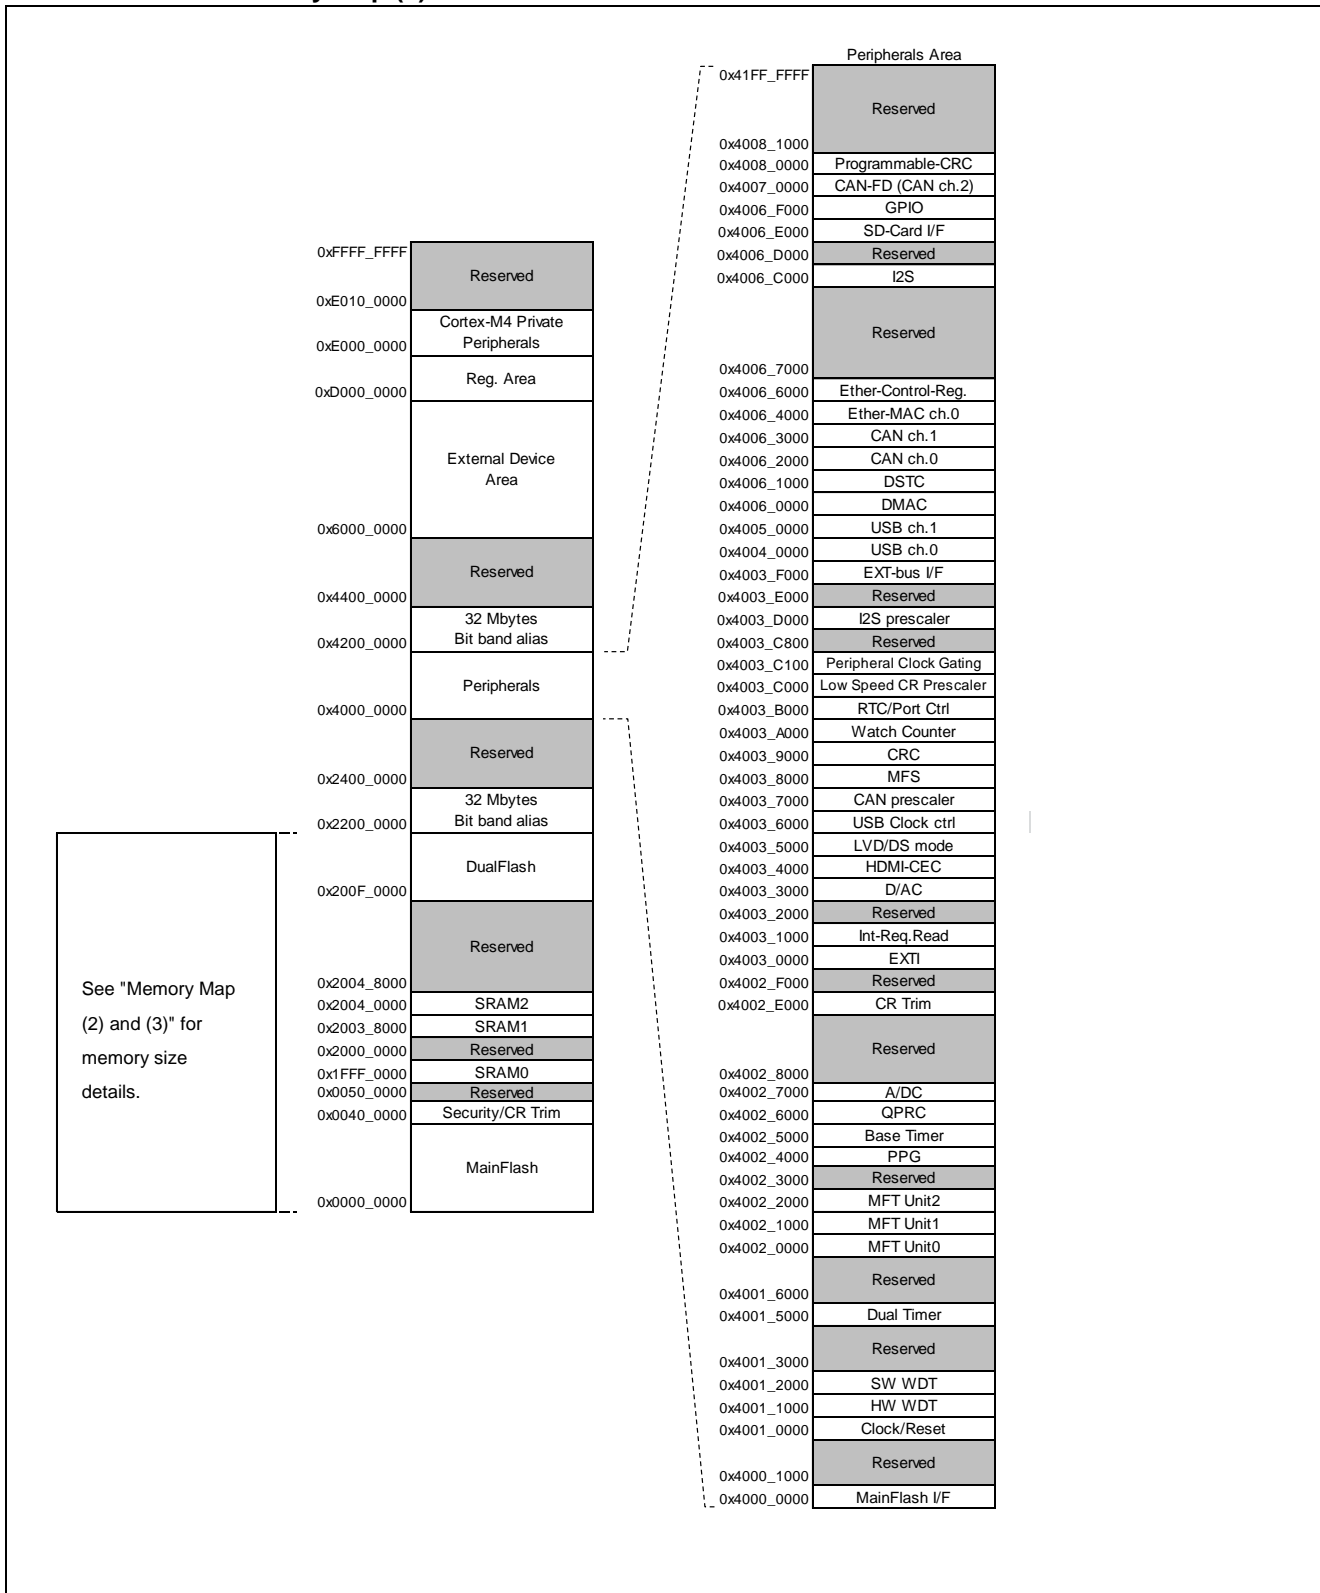 Peripherals Area
0x41FF_FFFF
Reserved
0x4008_1000
0x4008_0000 Programmable-CRC
0x4007_0000 CAN-FD (CAN ch.2)
0x4006_F000 GPIO
0x4006_E000 SD-Card I/F
0x4006_D000 Reserved
0x4006_C000 I2S
Reserved
0x4006_7000
0x4006_6000 Ether-Control-Reg.
0x4006_4000 Ether-MAC ch.0
0x4006_3000 CAN ch.1
0x4006_2000 CAN ch.0
0x4006_1000 DSTC
0x4006_0000 DMAC
0x4005_0000 USB ch.1
0x4004_0000 USB ch.0
0x4003_F000 EXT-bus I/F
0x4003_E000 Reserved
0x4003_D000 I2S prescaler
0x4003_C800 Reserved
0x4003_C100 Peripheral Clock Gating
0x4003_C000 Low Speed CR Prescaler
0x4003_B000 RTC/Port Ctrl
0x4003_A000 Watch Counter
0x4003_9000 CRC
0x4003_8000 MFS
0x4003_7000 CAN prescaler
0x4003_6000 USB Clock ctrl
0x4003_5000 LVD/DS mode
0x4003_4000 HDMI-CEC
0x4003_3000 D/AC
0x4003_2000 Reserved
0x4003_1000 Int-Req.Read
0x4003_0000 EXTI
0x4002_F000 Reserved
0x4002_E000 CR Trim
Reserved
0x4002_8000
0x4002_7000 A/DC
0x4002_6000 QPRC
0x4002_5000 Base Timer
0x4002_4000 PPG
0x4002_3000 Reserved
0x4002_2000 MFT Unit2
0x4002_1000 MFT Unit1
0x4002_0000 MFT Unit0
Reserved
0x4001_6000
0x4001_5000 Dual Timer
Reserved
0x4001_3000
0x4001_2000 SW WDT
0x4001_1000 HW WDT
0x4001_0000 Clock/Reset
Reserved
0x4000_1000
0x4000_0000 MainFlash I/F
0xFFFF_FFFF
Reserved
0xE010_0000
Cortex-M4 Private
0xE000_0000 Peripherals
Reg. Area
0xD000_0000
External Device
Area
0x6000_0000
Reserved
0x4400_0000
32 Mbytes
0x4200_0000 Bit band alias
Peripherals
0x4000_0000
Reserved
0x2400_0000
32 Mbytes
0x2200_0000 Bit band alias
DualFlash
0x200F_0000
Reserved
0x2004_8000
0x2004_0000 SRAM2
0x2003_8000 SRAM1
0x2000_0000 Reserved
0x1FFF_0000 SRAM0
0x0050_0000 Reserved
0x0040_0000 Security/CR Trim
MainFlash
0x0000_0000
See "Memory Map
(2) and (3)" for
memory size
details.